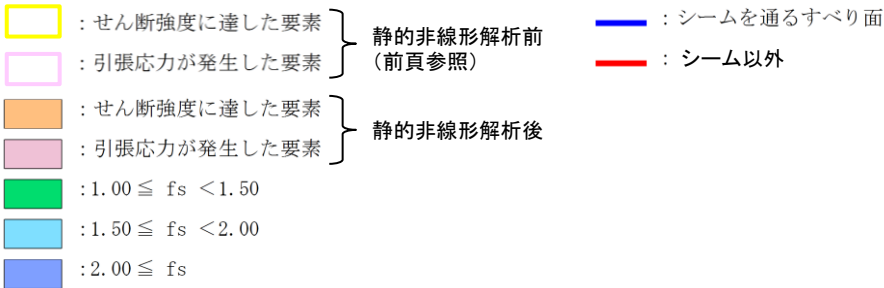 ：せん断強度に達した要素
：引張応力が発生した要素
静的非線形解析前
（前頁参照）
：せん断強度に達した要素
：引張応力が発生した要素
静的非線形解析後
：1.00≦ fs ＜1.50
：1.50≦ fs ＜2.00
：2.00≦ fs
：シームを通るすべり面
：シーム以外